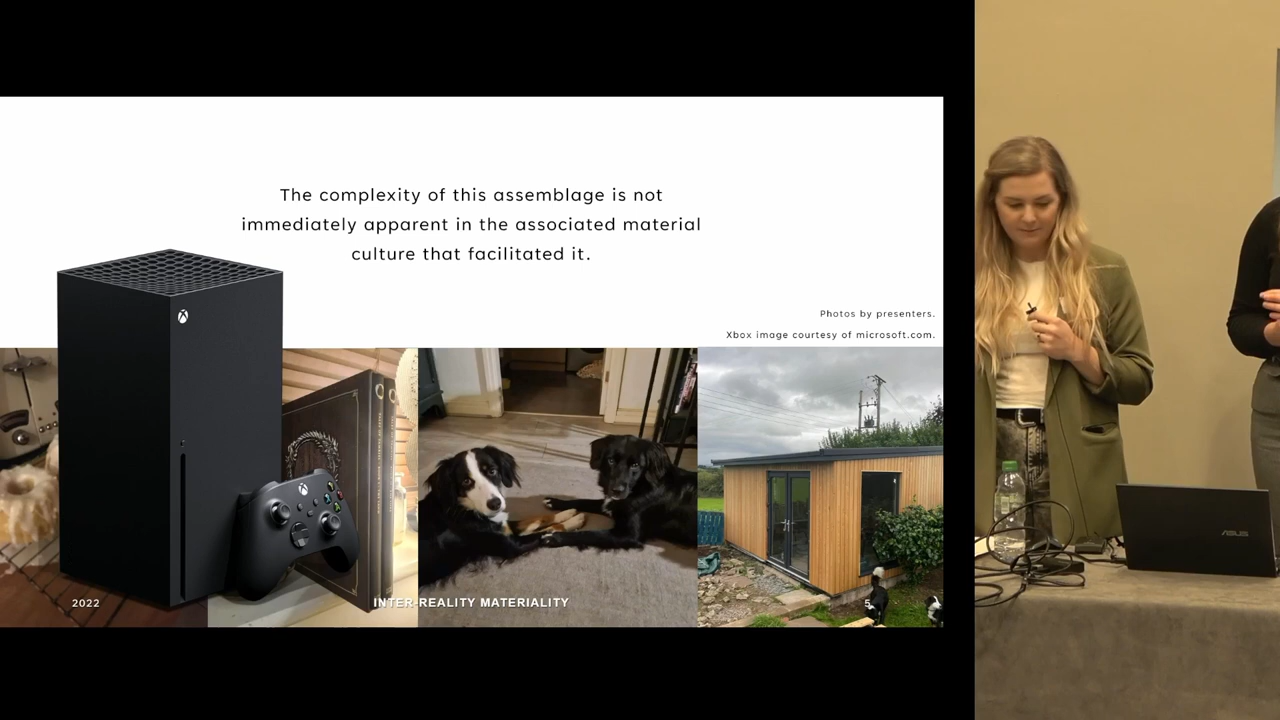 The complexity of this assemblage is not
immediately apparent in the associated material
culture that facilitated it.
Photos by presenters.
Xbox image courtesy of microsoft.com.
2022
INTER-REALITY MATERIALITY
5
ASUS